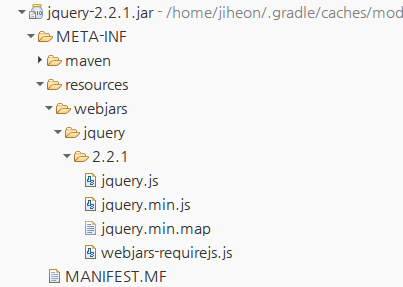 jquery-2.2.1.jar - /home/jiheon/.gradle/caches/mod
META-INF
maven
resources
webjars
jquery
2.2.1
jquery.js
jquery.min.js
jquery.min.map
webjars-requirejs.js
MANIFEST.MF